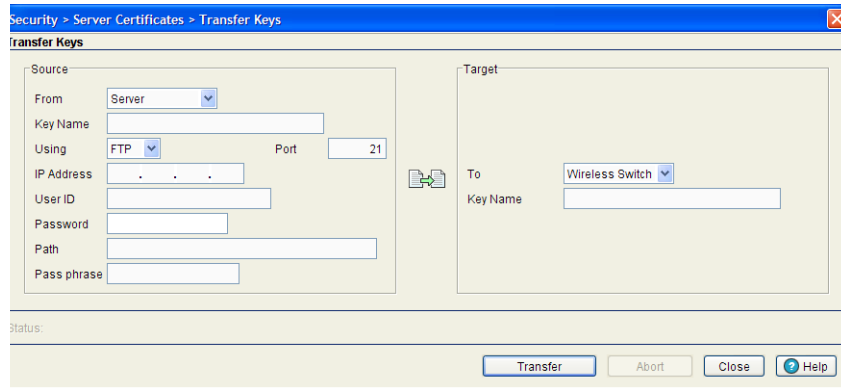 Security > Server Certificates > Transfer Keys
Transfer Keys
Source
From Server
Key Name
Using FTP Port 21
IP Address . . .
User ID
Password
Path
Pass phrase
Target
To Wireless Switch
Key Name
Status:
Transfer Abort Close ? Help